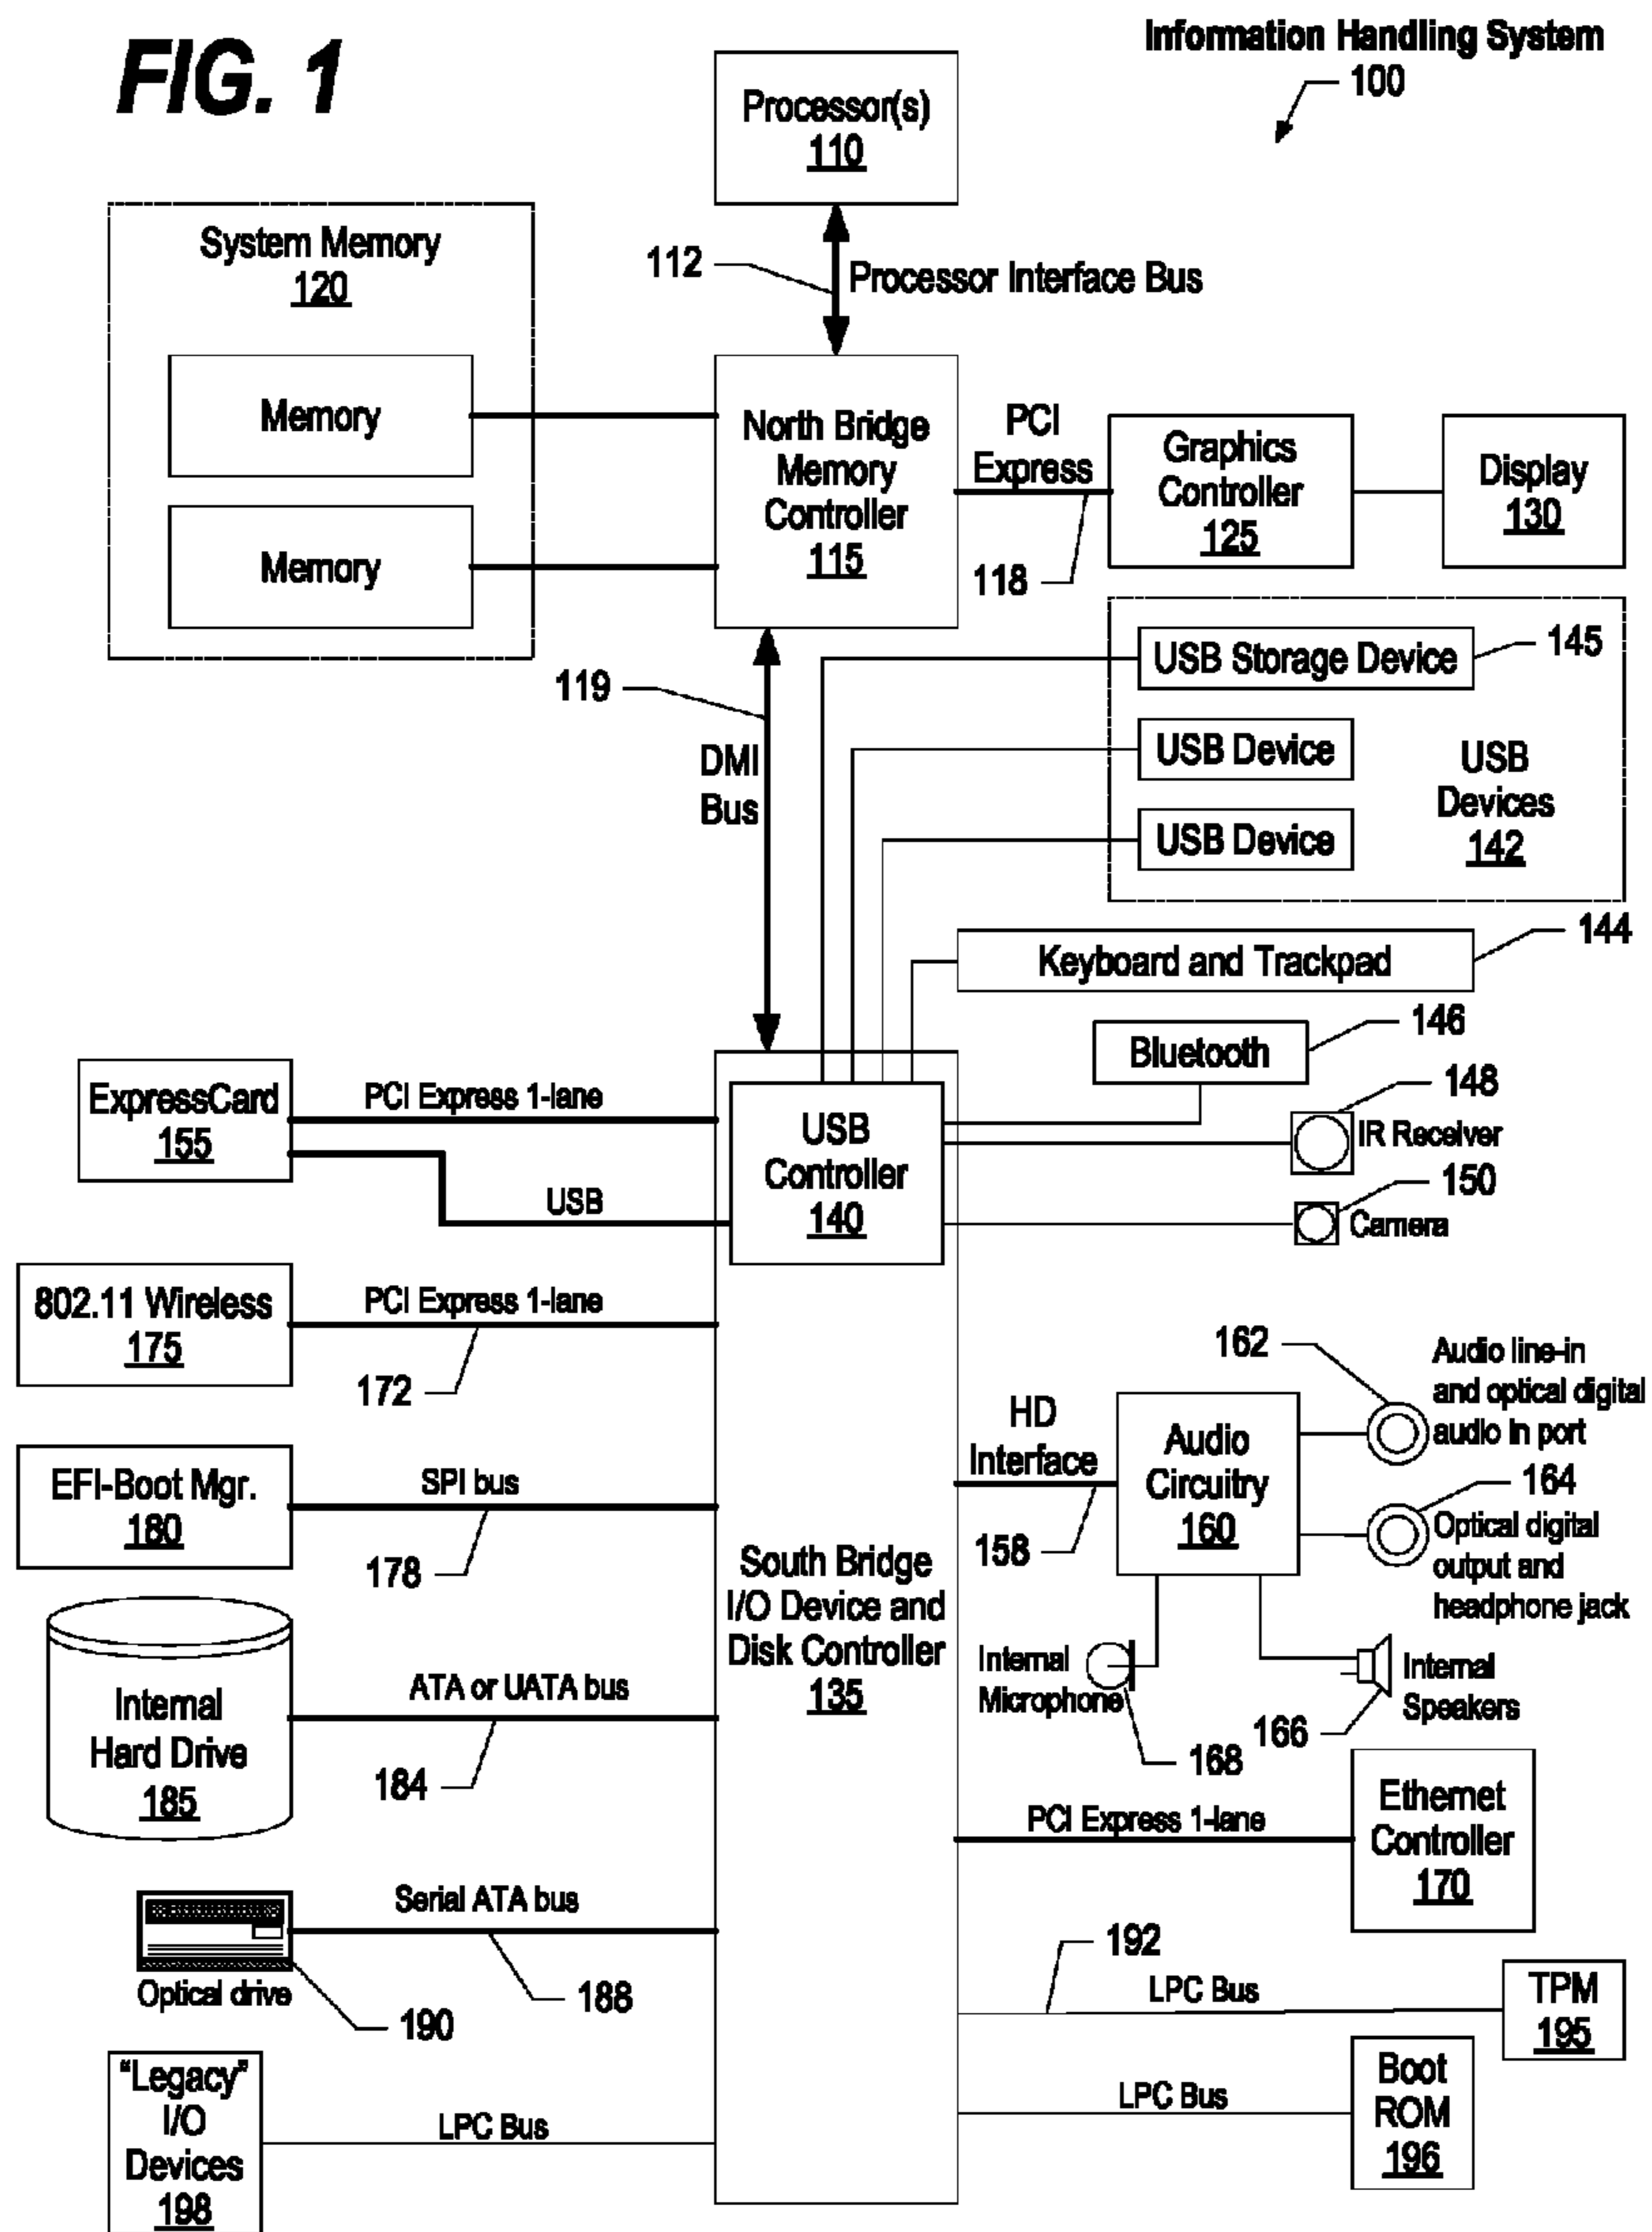 FIG. 1
Information Handling System
100
Processor(s)
110
System Memory
120
112
Processor Interface Bus
Memory
Memory
North Bridge
Memory
Controller
115
PCI
Express
118
Graphics
Controller
125
Display
130
119
DMI
Bus
USB Storage Device
145
USB Device
USB Device
USB
Devices
142
Keyboard and Trackpad
144
Bluetooth
146
148
IR Receiver
150
Camera
ExpressCard
155
PCI Express 1-lane
USB
USB
Controller
140
802.11 Wireless
175
PCI Express 1-lane
172
EFI-Boot Mgr.
180
SPI bus
178
Internal
Hard Drive
185
ATA or UATA bus
184
South Bridge
I/O Device and
Disk Controller
135
HD
Interface
158
Audio
Circuitry
160
162
Audio line-in
and optical digital
audio in port
164
Optical digital
output and
headphone jack
Internal
Microphone
168
Internal
Speakers
166
PCI Express 1-lane
Ethernet
Controller
170
Optical drive
190
Serial ATA bus
188
192
LPC Bus
TPM
195
LPC Bus
Boot
ROM
196
"Legacy"
I/O
Devices
198
LPC Bus